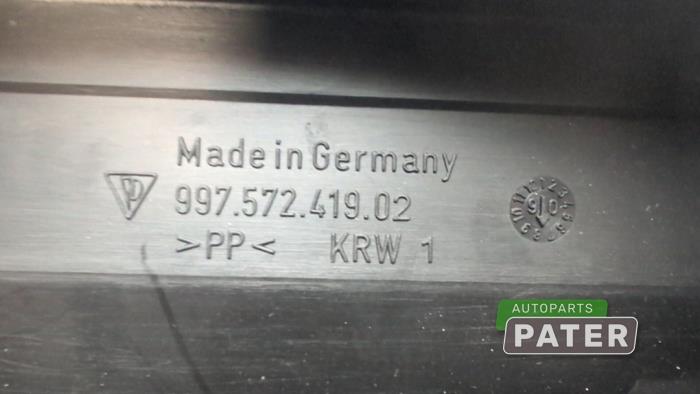 Made in Germany
997.572.419.02
>PP< KRW 1
AUTOPARTS
PATER